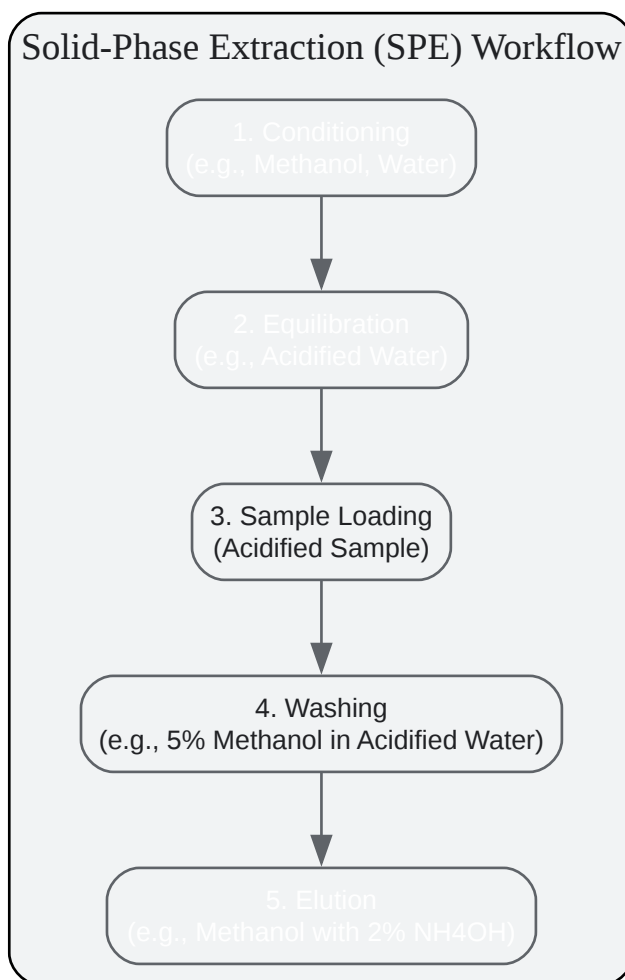 Solid-Phase Extraction (SPE) Workflow
1. Conditioning
(e.g., Methanol, Water)
2. Equilibration
(e.g., Acidified Water)
3. Sample Loading
(Acidified Sample)
4. Washing
(e.g., 5% Methanol in Acidified Water)
5. Elution
(e.g., Methanol with 2% NH4OH)